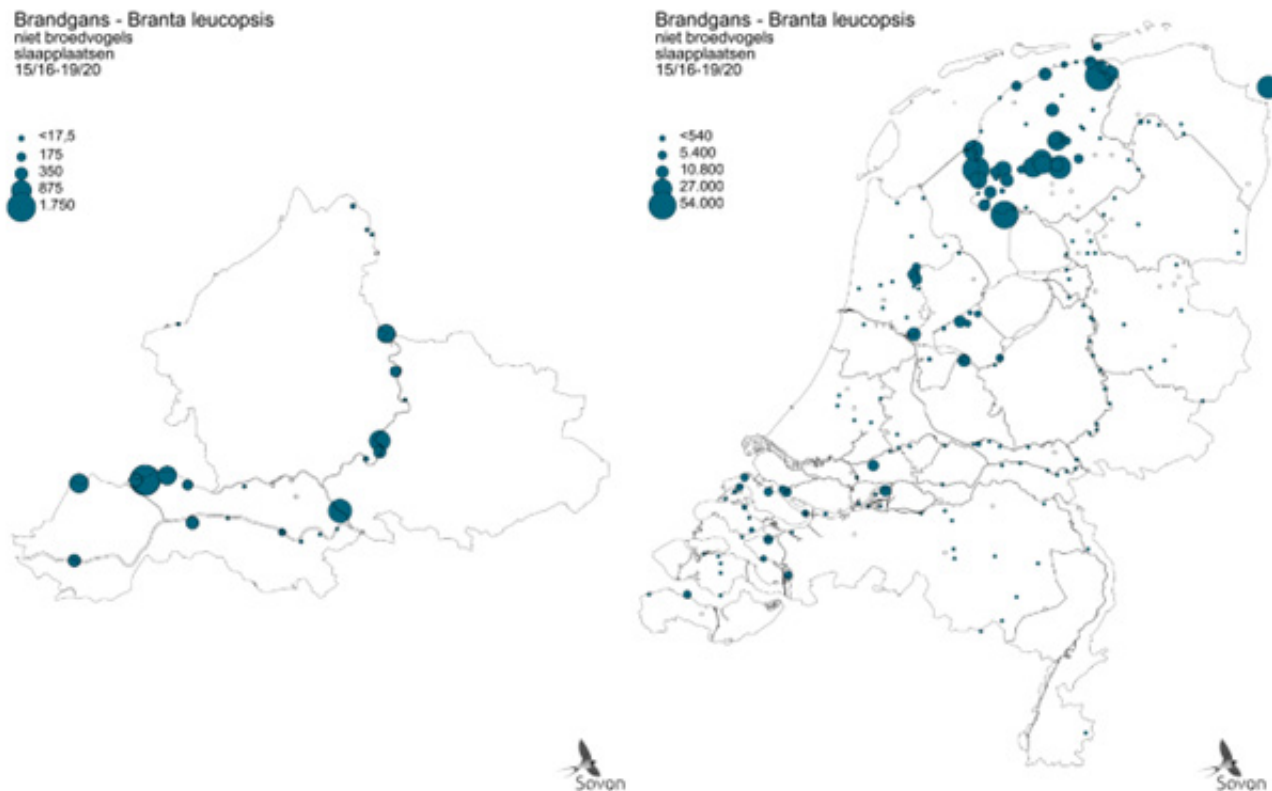 Brandgans - Branta leucopsis
niet broedvogels
slaapplaatsen
15/16-19/20
<17,5
175
350
875
1.750
Sovon
Brandgans - Branta leucopsis
niet broedvogels
slaapplaatsen
15/16-19/20
<540
5.400
10.800
27.000
54.000
Sovon